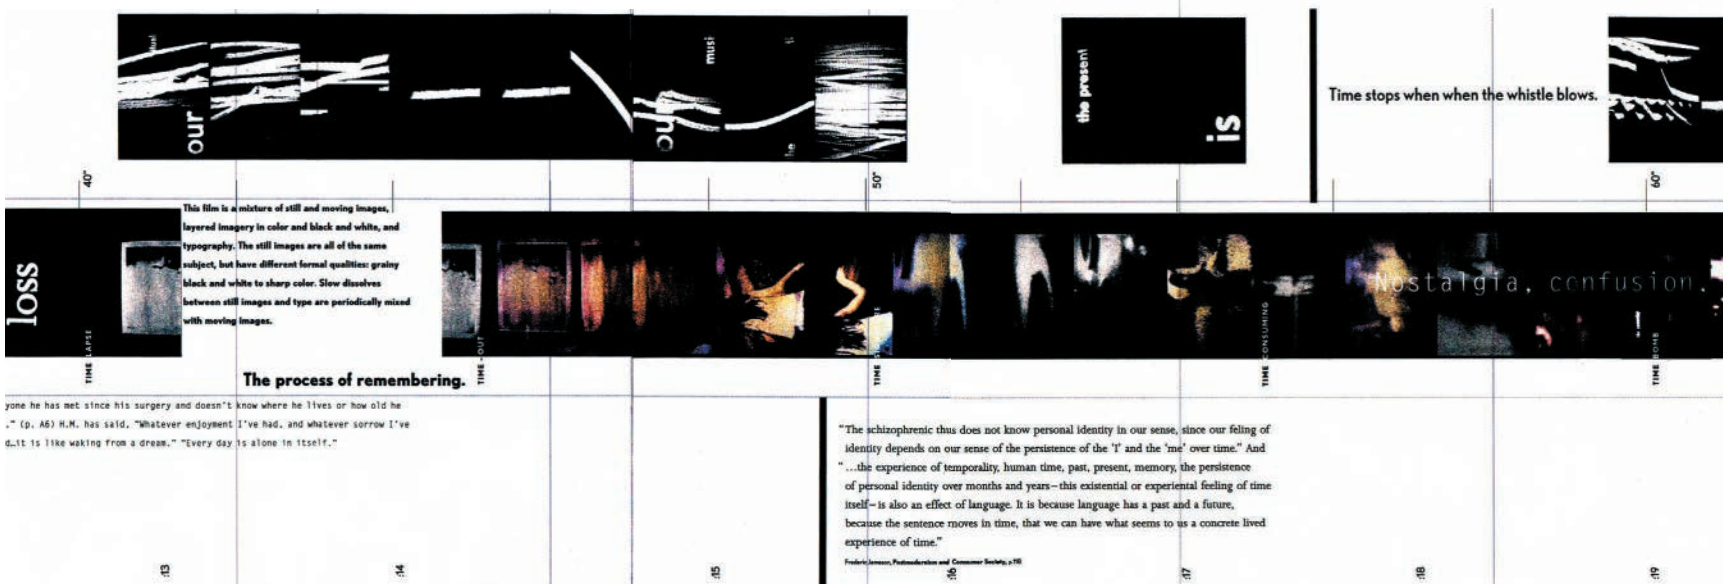 our
musi
our
he
the present
is
Time stops when when the whistle blows.
40"
50"
60"
loss
This film is a mixture of still and moving images,
layered imagery in color and black and white, and
typography. The still images are all of the same
subject, but have different formal qualities: grainy
black and white to sharp color. Slow dissolves
between still images and type are periodically mixed
with moving images.
Nostalgia, confusion.
TIME LAPSE
TIME-OUT
TIME
TIME CONSUMING
TIME BOMB
The process of remembering.
yone he has met since his surgery and doesn't know where he lives or how old he
." (p. A6) H.M. has said, "Whatever enjoyment I've had, and whatever sorrow I've
d…it is like waking from a dream." "Every day is alone in itself."
"The schizophrenic thus does not know personal identity in our sense, since our feling of
identity depends on our sense of the persistence of the 'I' and the 'me' over time." And
"…the experience of temporality, human time, past, present, memory, the persistence
of personal identity over months and years—this existential or experiental feeling of time
itself—is also an effect of language. It is because language has a past and a future,
because the sentence moves in time, that we can have what seems to us a concrete lived
experience of time."
Frederic Jameson, Postmodernism and Consumer Society, p.110
:13
:14
:15
:16
:17
:18
:19